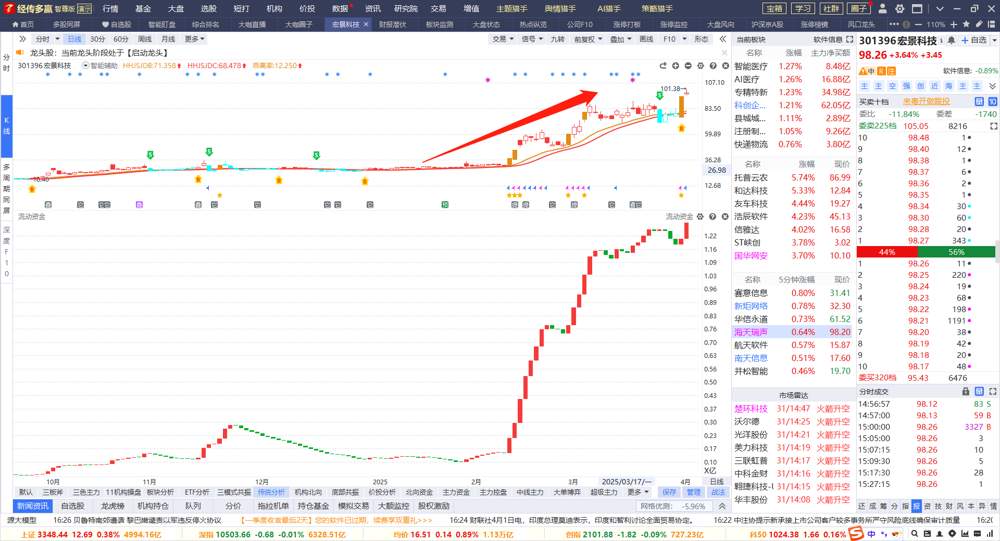 经传多赢 智尊版 演示 行情 基金 大盘 选股 短打 机构 价投 数据 资讯 研究院 交易 增值 主题猎手 舆情猎手 AI猎手 策略猎手 宝箱 学习 社群 圈子
首页 多股同屏 自选股 智能盯盘 综合排名 大咖直播 大咖圈子 宏景科技 财报潜伏 板块监测 大盘状态 热点纵览 公司F10 涨停打板 涨停监控 大盘风向 沪深京A股 涨停棱镜 风口龙头 110%
分时 日线 30分 60分 周线 月线 更多 交易 信号 九转 前复权 叠加 画线 F10 形态
龙头股：当前龙头阶段处于【启动龙头】
301396 宏景科技 智能辅助 HHJSJDB:71.358 HHJSJDC:68.478 乖离率:12.250
分时
K线
多周期同屏
深度F10
101.38
18.40
107.10
83.50
59.89
36.28
26.98
12.68
流动资金 流动资金
1.22
1.16
1.09
1.03
0.96
0.89
0.83
0.76
0.70
0.63
0.56
0.50
0.43
0.37
0.30
0.23
0.17
0.10
X亿
10月 11月 12月 2025 2月 3月 2025/03/17/一 4月 日线
默认 三板斧 三色主力 11机构操盘 板块分析 ETF分析 三模式共振 传统分析 机构北向 底部共振 价投分析 北向资金 主力资金 主力控盘 中线主力 大单博弈 超级主力 更多 保存 管理 战法
新闻资讯 自选股 龙虎榜 机构持仓 队列 分价 拖拉机单 持仓基金 模拟交易 大额监控 股权激励 网格优测： -5.96%
当前板块 软件信息
名称 涨幅 主力净买额
智能医疗 1.27% 8.48亿
AI医疗 1.26% 16.88亿
专精特新 1.23% 34.98亿
科创企... 1.21% 62.05亿
县城城... 1.11% 2.89亿
注册制... 1.05% 9.26亿
快递物流 0.76% 3.80亿
名称 涨幅 现价
托普云农 5.74% 86.99
和达科技 5.33% 12.84
友车科技 4.44% 19.27
浩辰软件 4.23% 45.13
信雅达 4.02% 16.58
ST峡创 3.78% 3.02
国华网安 3.70% 10.10
名称 5分钟涨幅 现价
赛意信息 0.80% 31.41
新炬网络 0.78% 32.30
华信永道 0.73% 61.52
海天瑞声 0.64% 98.20
航天软件 0.57% 15.87
南天信息 0.51% 17.60
井松智能 0.46% 19.70
市场雷达
楚环科技 31/14:47 火箭升空
沃尔德 31/14:25 火箭升空
光洋股份 31/14:21 火箭升空
美力科技 31/14:19 火箭升空
三联虹普 31/14:17 火箭升空
中科金财 31/14:16 火箭升空
翱捷科技-U 31/14:15 火箭升空
华丰股份 31/14:08 火箭升空
301396 宏景科技 自选
98.26 +3.64% +3.45
中 R 注 软件信息: -0.89%
主 主 空 强 创 近 海 主 主
买卖十档 来粤开做跟投 量 10
委比 -11.84% 委差 -1740
委卖225档 105.05 8216
10 98.48 1
9 98.40 12
8 98.38 1
7 98.37 6
6 98.36 2
5 98.35 1
4 98.34 30
3 98.30 60
2 98.28 20
1 98.27 343
44% 56%
1 98.26 11
2 98.25 220
3 98.24 19
4 98.23 68
5 98.22 198
6 98.21 1191
7 98.20 38
8 98.19 42
9 98.18 20
10 98.17 48
委买320档 95.43 6476
分时成交 量
14:56:57 98.12 83 S
14:57:00 98.13 59 B
15:00:00 98.26 3327 B
15:05:00 98.26 3
15:07:15 98.26 10
15:09:30 98.26 5
15:17:30 98.26 28
15:27:15 98.26 1
还 成 筹 分 指 报 资 技 财 风 本 异 情
源大模型 16:26 贝鲁特南郊遭袭 黎巴嫩谴责以军违反停火协议 【一季度收官最后2天】您的软件已过期，续费享双重礼>>> 16:24 财联社4月1日电，印度总理莫迪表示，印度和智利讨论全面贸易协定。 16:22 中注协提示新承接上市公司客户较多事务所严守风险底线确保审计质量 16:20
上证 3348.44 12.69 0.38% 4994.16亿 深指 10503.66 -0.68 -0.01% 6328.51亿 均价 16.51 0.14 0.89% 1.13万亿 创指 2101.88 -1.82 -0.09% 727.23亿 科50 1024.38 1.66 0.16% 中